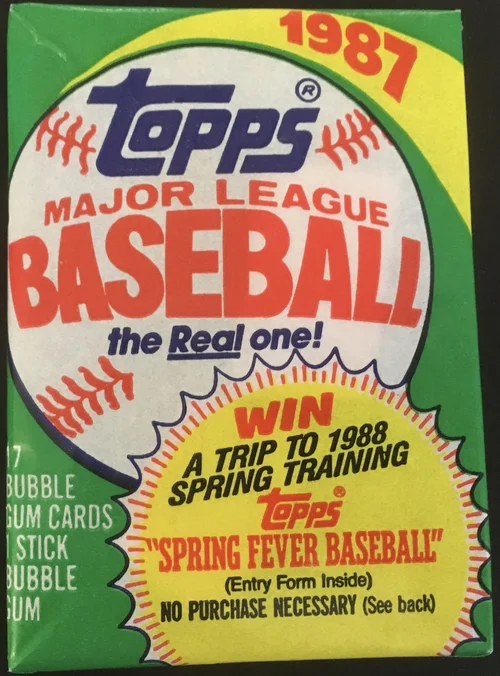 1987
Topps®
MAJOR LEAGUE
BASEBALL
the Real one!
WIN
A TRIP TO 1988
SPRING TRAINING
Topps®
"SPRING FEVER BASEBALL"
(Entry Form Inside)
NO PURCHASE NECESSARY (See back)
17
BUBBLE
GUM CARDS
STICK
BUBBLE
GUM